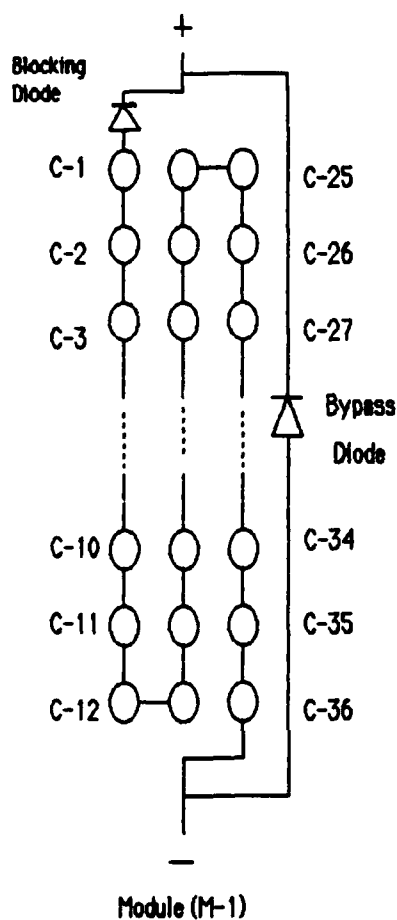 +
Blocking
Diode
C-1
C-25
C-2
C-26
C-3
C-27
Bypass
Diode
C-10
C-34
C-11
C-35
C-12
C-36
−
Module (M-1)